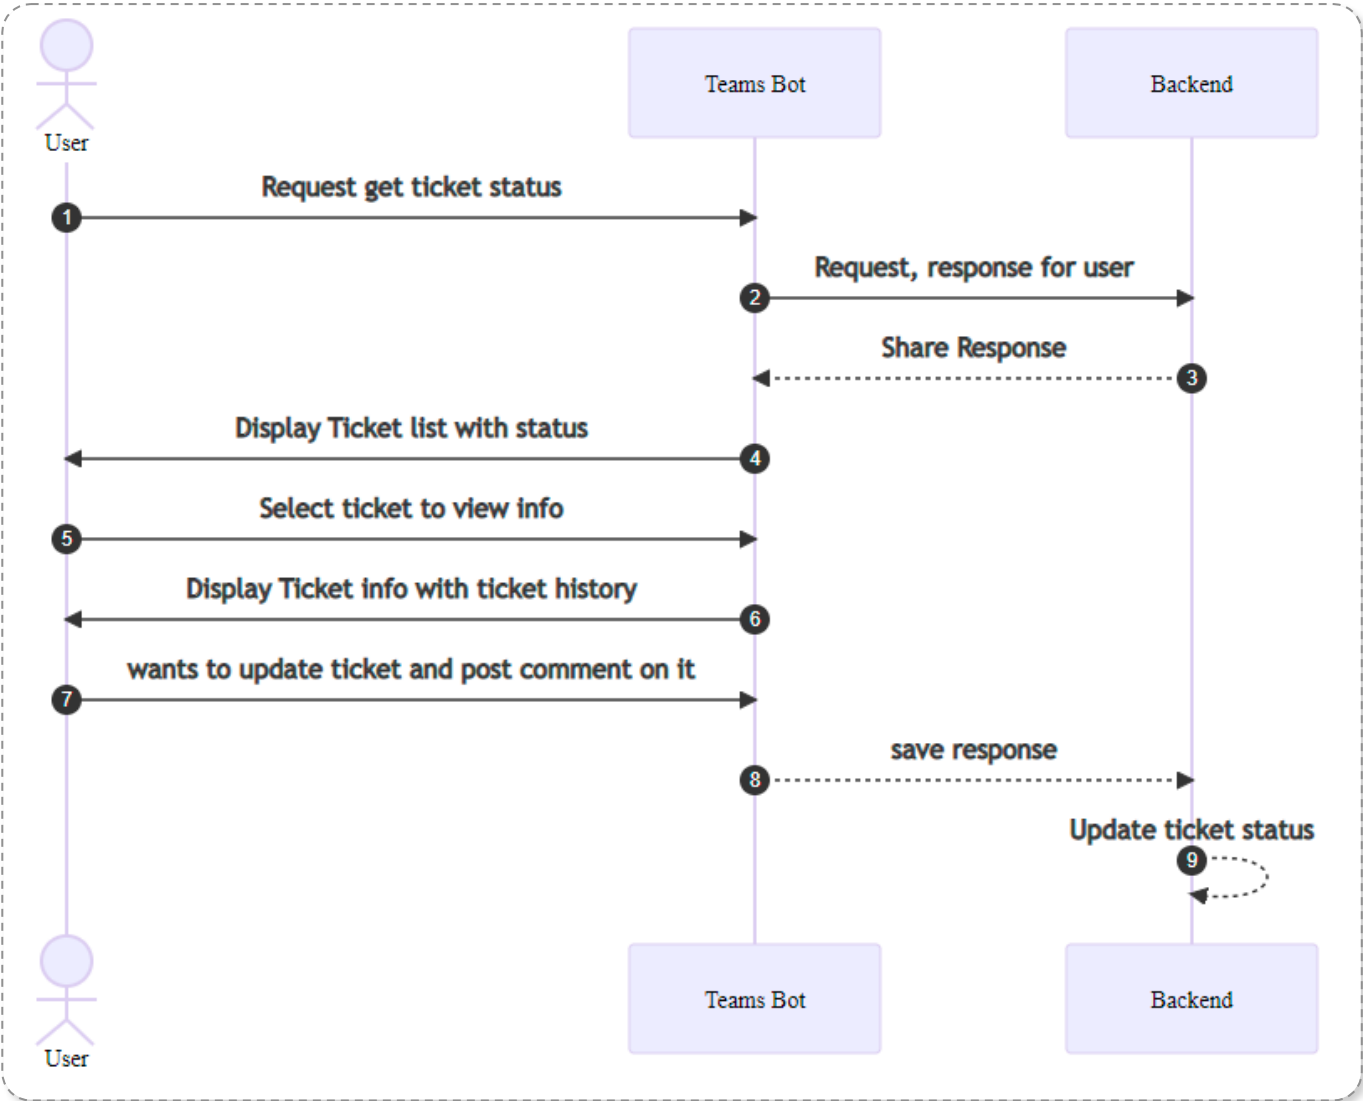 User
Teams Bot
Backend
Request get ticket status
1
Request, response for user
2
Share Response
3
Display Ticket list with status
4
Select ticket to view info
5
Display Ticket info with ticket history
6
wants to update ticket and post comment on it
7
save response
8
Update ticket status
9
User
Teams Bot
Backend